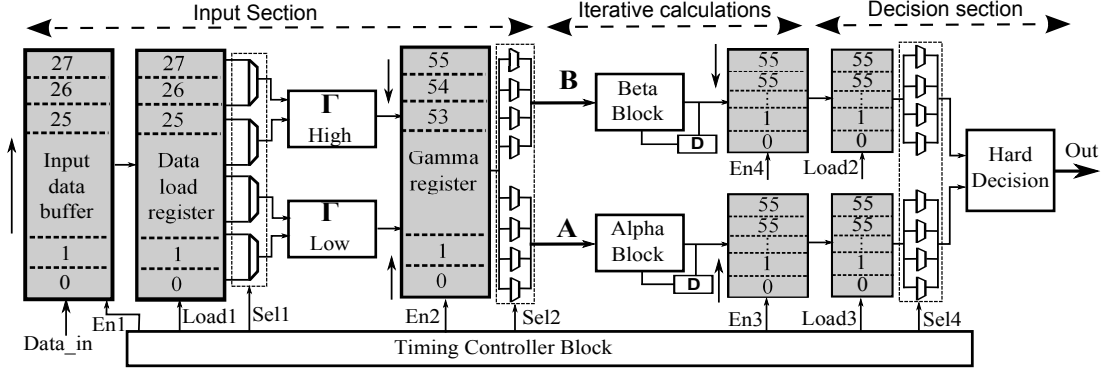 Input Section
Iterative calculations
Decision section
27
26
25
Input
data
buffer
1
0
27
26
25
Data
load
register
1
0
Γ
High
Γ
Low
55
54
53
Gamma
register
1
0
B
A
Beta
Block
D
Alpha
Block
D
55
55
1
0
55
55
1
0
55
55
1
0
55
55
1
0
Hard
Decision
Out
En4
Load2
Data_in
En1
Load1
Sel1
En2
Sel2
En3
Load3
Sel4
Timing Controller Block